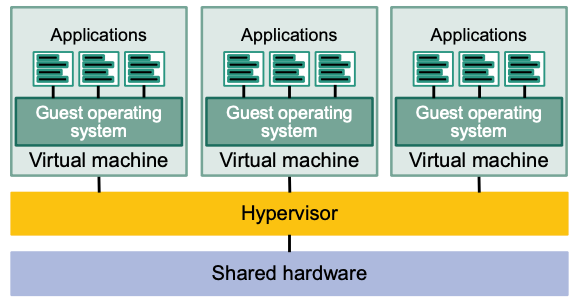 Applications
Applications
Applications
Guest operating
system
Guest operating
system
Guest operating
system
Virtual machine
Virtual machine
Virtual machine
Hypervisor
Shared hardware